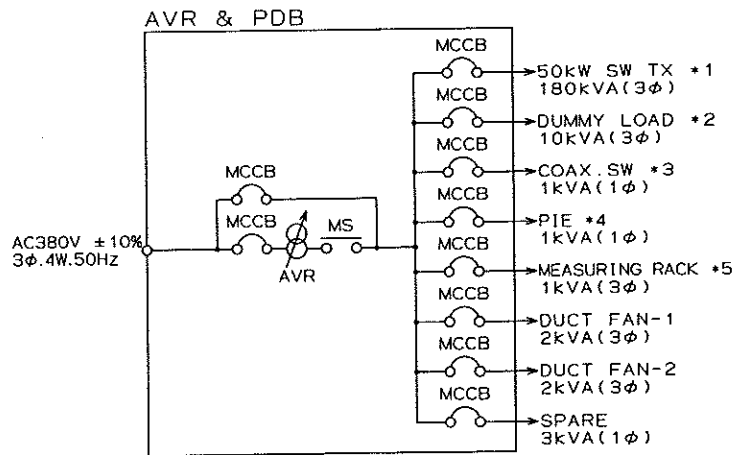 AVR & PDB
MCCB
50kW SW TX *1
180kVA(3φ)
MCCB
DUMMY LOAD *2
10kVA(3φ)
MCCB
COAX.SW *3
1kVA(1φ)
MCCB
PIE *4
1kVA(1φ)
MCCB
MEASURING RACK *5
1kVA(3φ)
MCCB
DUCT FAN-1
2kVA(3φ)
MCCB
DUCT FAN-2
2kVA(3φ)
MCCB
SPARE
3kVA(1φ)
MCCB
MCCB
MS
AVR
AC380V ±10%
3φ.4W.50Hz